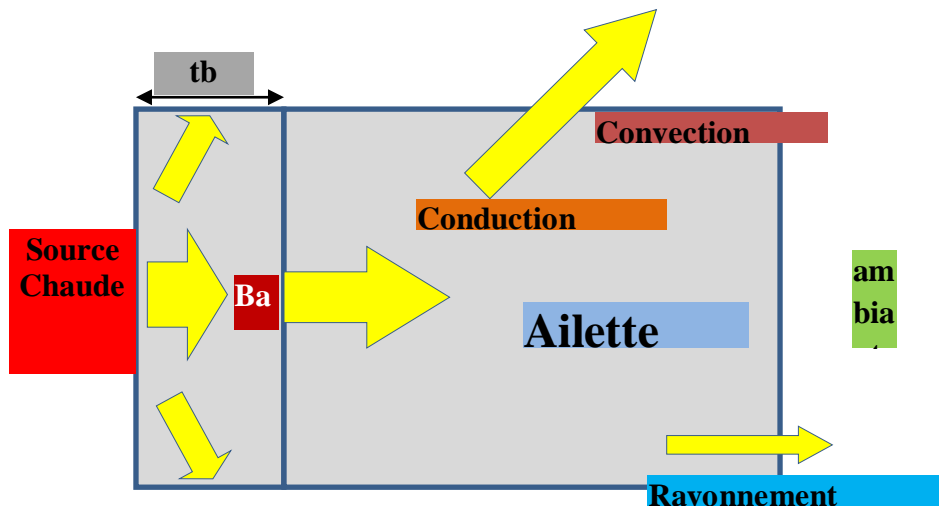 tb
Convection
Conduction
Source
Chaude
Ba
Ailette
am
bia
Rayonnement